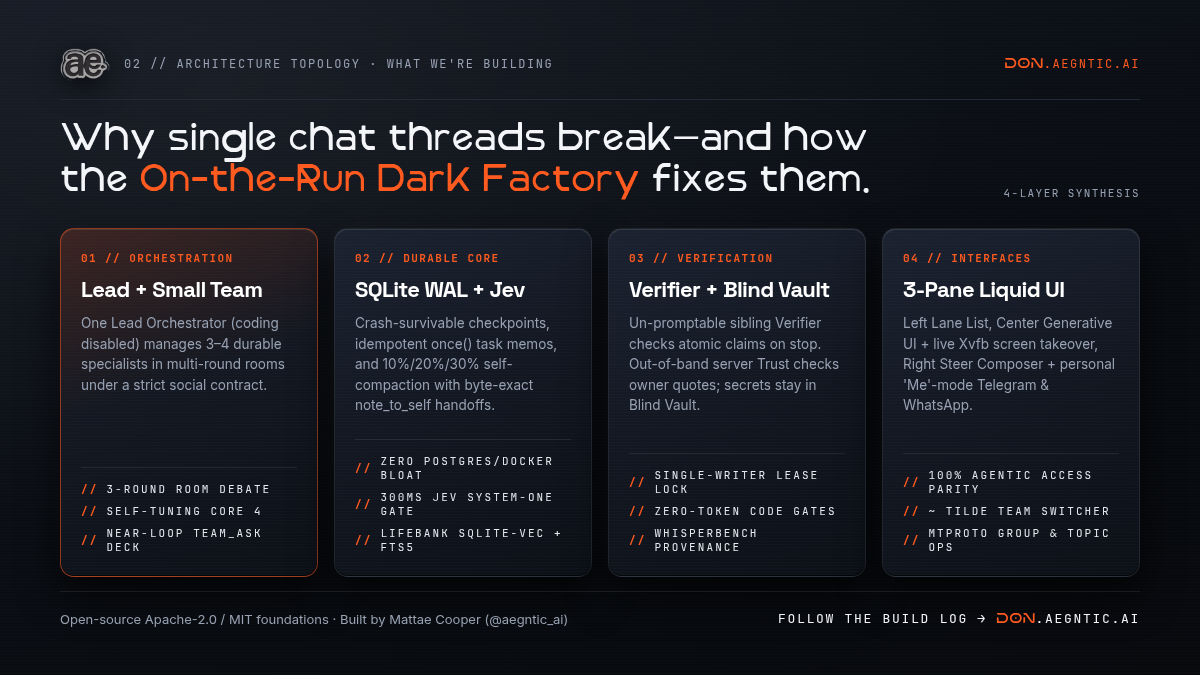 ae
02 // ARCHITECTURE TOPOLOGY · WHAT WE'RE BUILDING
DON.AEGNTIC.AI
Why single chat threads break—and how
the On-the-Run Dark Factory fixes them.
4-LAYER SYNTHESIS
01 // ORCHESTRATION
Lead + Small Team
One Lead Orchestrator (coding
disabled) manages 3–4 durable
specialists in multi-round rooms
under a strict social contract.
// 3-ROUND ROOM DEBATE
// SELF-TUNING CORE 4
// NEAR-LOOP TEAM_ASK
DECK
02 // DURABLE CORE
SQLite WAL + Jev
Crash-survivable checkpoints,
idempotent once() task memos,
and 10%/20%/30% self-
compaction with byte-exact
note_to_self handoffs.
// ZERO POSTGRES/DOCKER
BLOAT
// 300MS JEV SYSTEM-ONE
GATE
// LIFEBANK SQLITE-VEC +
FTS5
03 // VERIFICATION
Verifier + Blind Vault
Un-promptable sibling Verifier
checks atomic claims on stop.
Out-of-band server Trust checks
owner quotes; secrets stay in
Blind Vault.
// SINGLE-WRITER LEASE
LOCK
// ZERO-TOKEN CODE GATES
// WHISPERBENCH
PROVENANCE
04 // INTERFACES
3-Pane Liquid UI
Left Lane List, Center Generative
UI + live Xvfb screen takeover,
Right Steer Composer + personal
'Me'-mode Telegram &
WhatsApp.
// 100% AGENTIC ACCESS
PARITY
// ~ TILDE TEAM SWITCHER
// MTPROTO GROUP & TOPIC
OPS
Open-source Apache-2.0 / MIT foundations · Built by Mattae Cooper (@aegntic_ai)
FOLLOW THE BUILD LOG → DON.AEGNTIC.AI